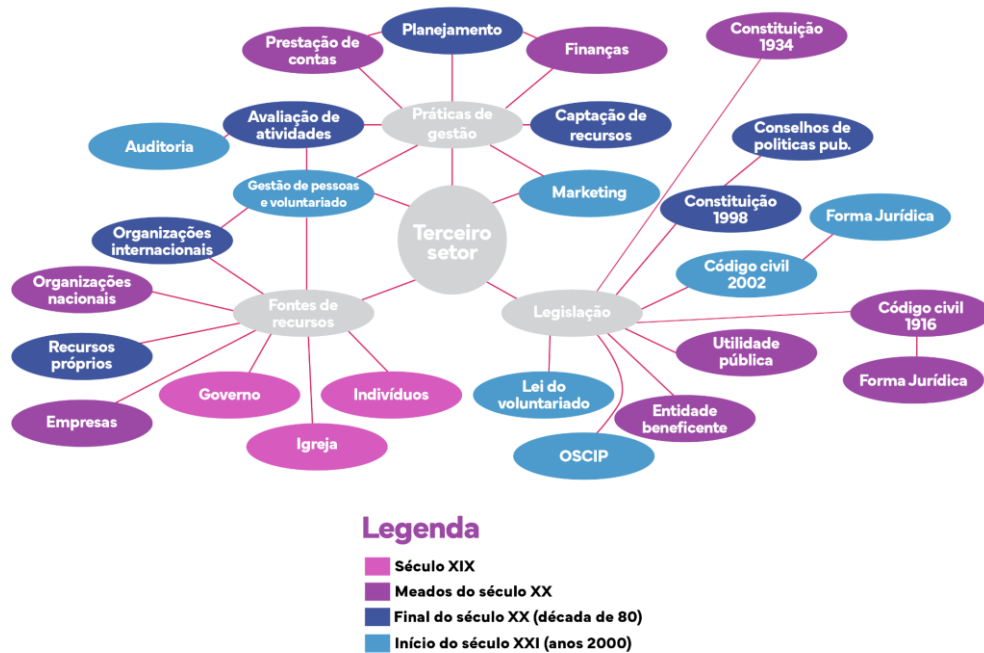 Prestação de
contas
Planejamento
Finanças
Constituição
1934
Auditoria
Avaliação de
atividades
Práticas de
gestão
Captação de
recursos
Conselhos de
politicas pub.
Gestão de pessoas
e voluntariado
Marketing
Constituição
1998
Forma Jurídica
Organizações
internacionais
Terceiro
setor
Código civil
2002
Organizações
nacionais
Fontes de
recursos
Legislação
Código civil
1916
Recursos
próprios
Utilidade
pública
Forma Jurídica
Governo
Indivíduos
Lei do
voluntariado
Entidade
beneficente
Empresas
Igreja
OSCIP
Legenda
Século XIX
Meados do século XX
Final do século XX (década de 80)
Início do século XXI (anos 2000)